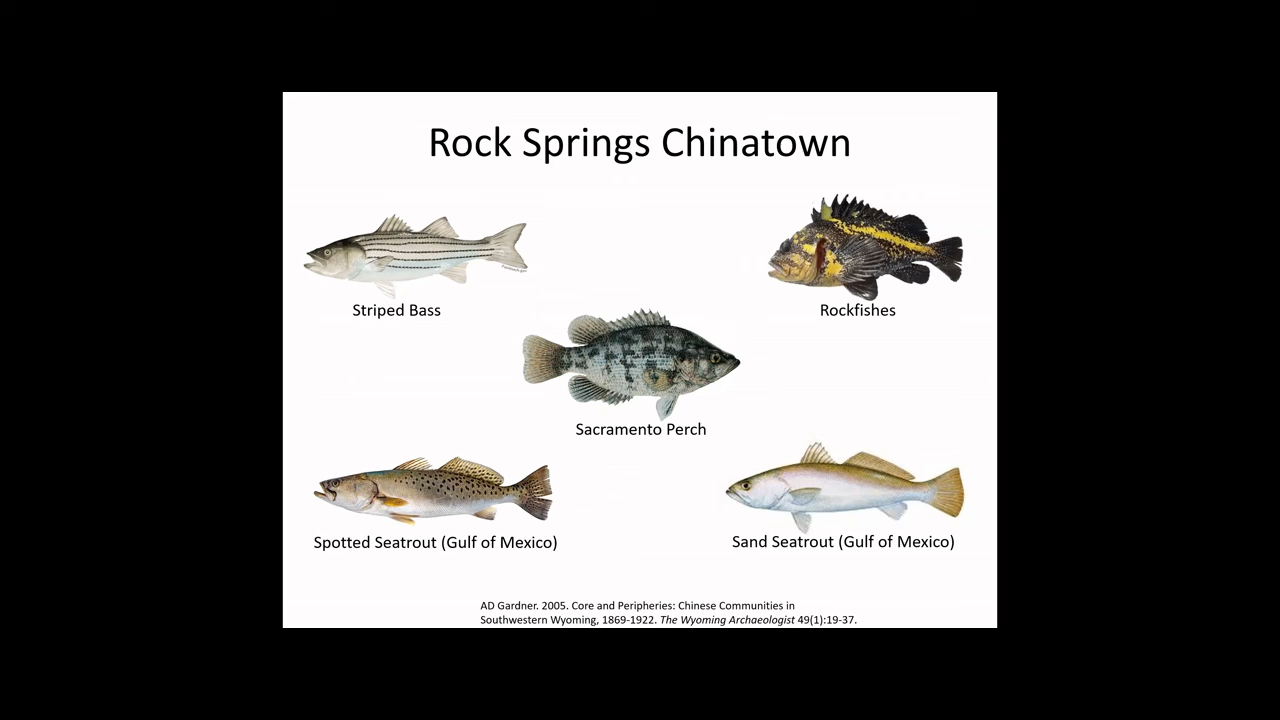 Rock Springs Chinatown
Striped Bass
Rockfishes
Sacramento Perch
Spotted Seatrout (Gulf of Mexico)
Sand Seatrout (Gulf of Mexico)
AD Gardner. 2005. Core and Peripheries: Chinese Communities in
Southwestern Wyoming, 1869-1922. The Wyoming Archaeologist 49(1):19-37.